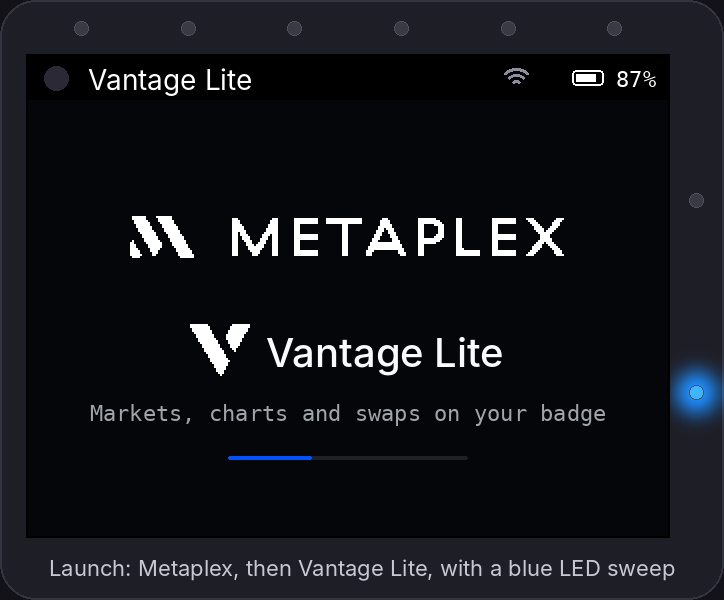 Vantage Lite 87%
METAPLEX
Vantage Lite
Markets, charts and swaps on your badge
Launch: Metaplex, then Vantage Lite, with a blue LED sweep